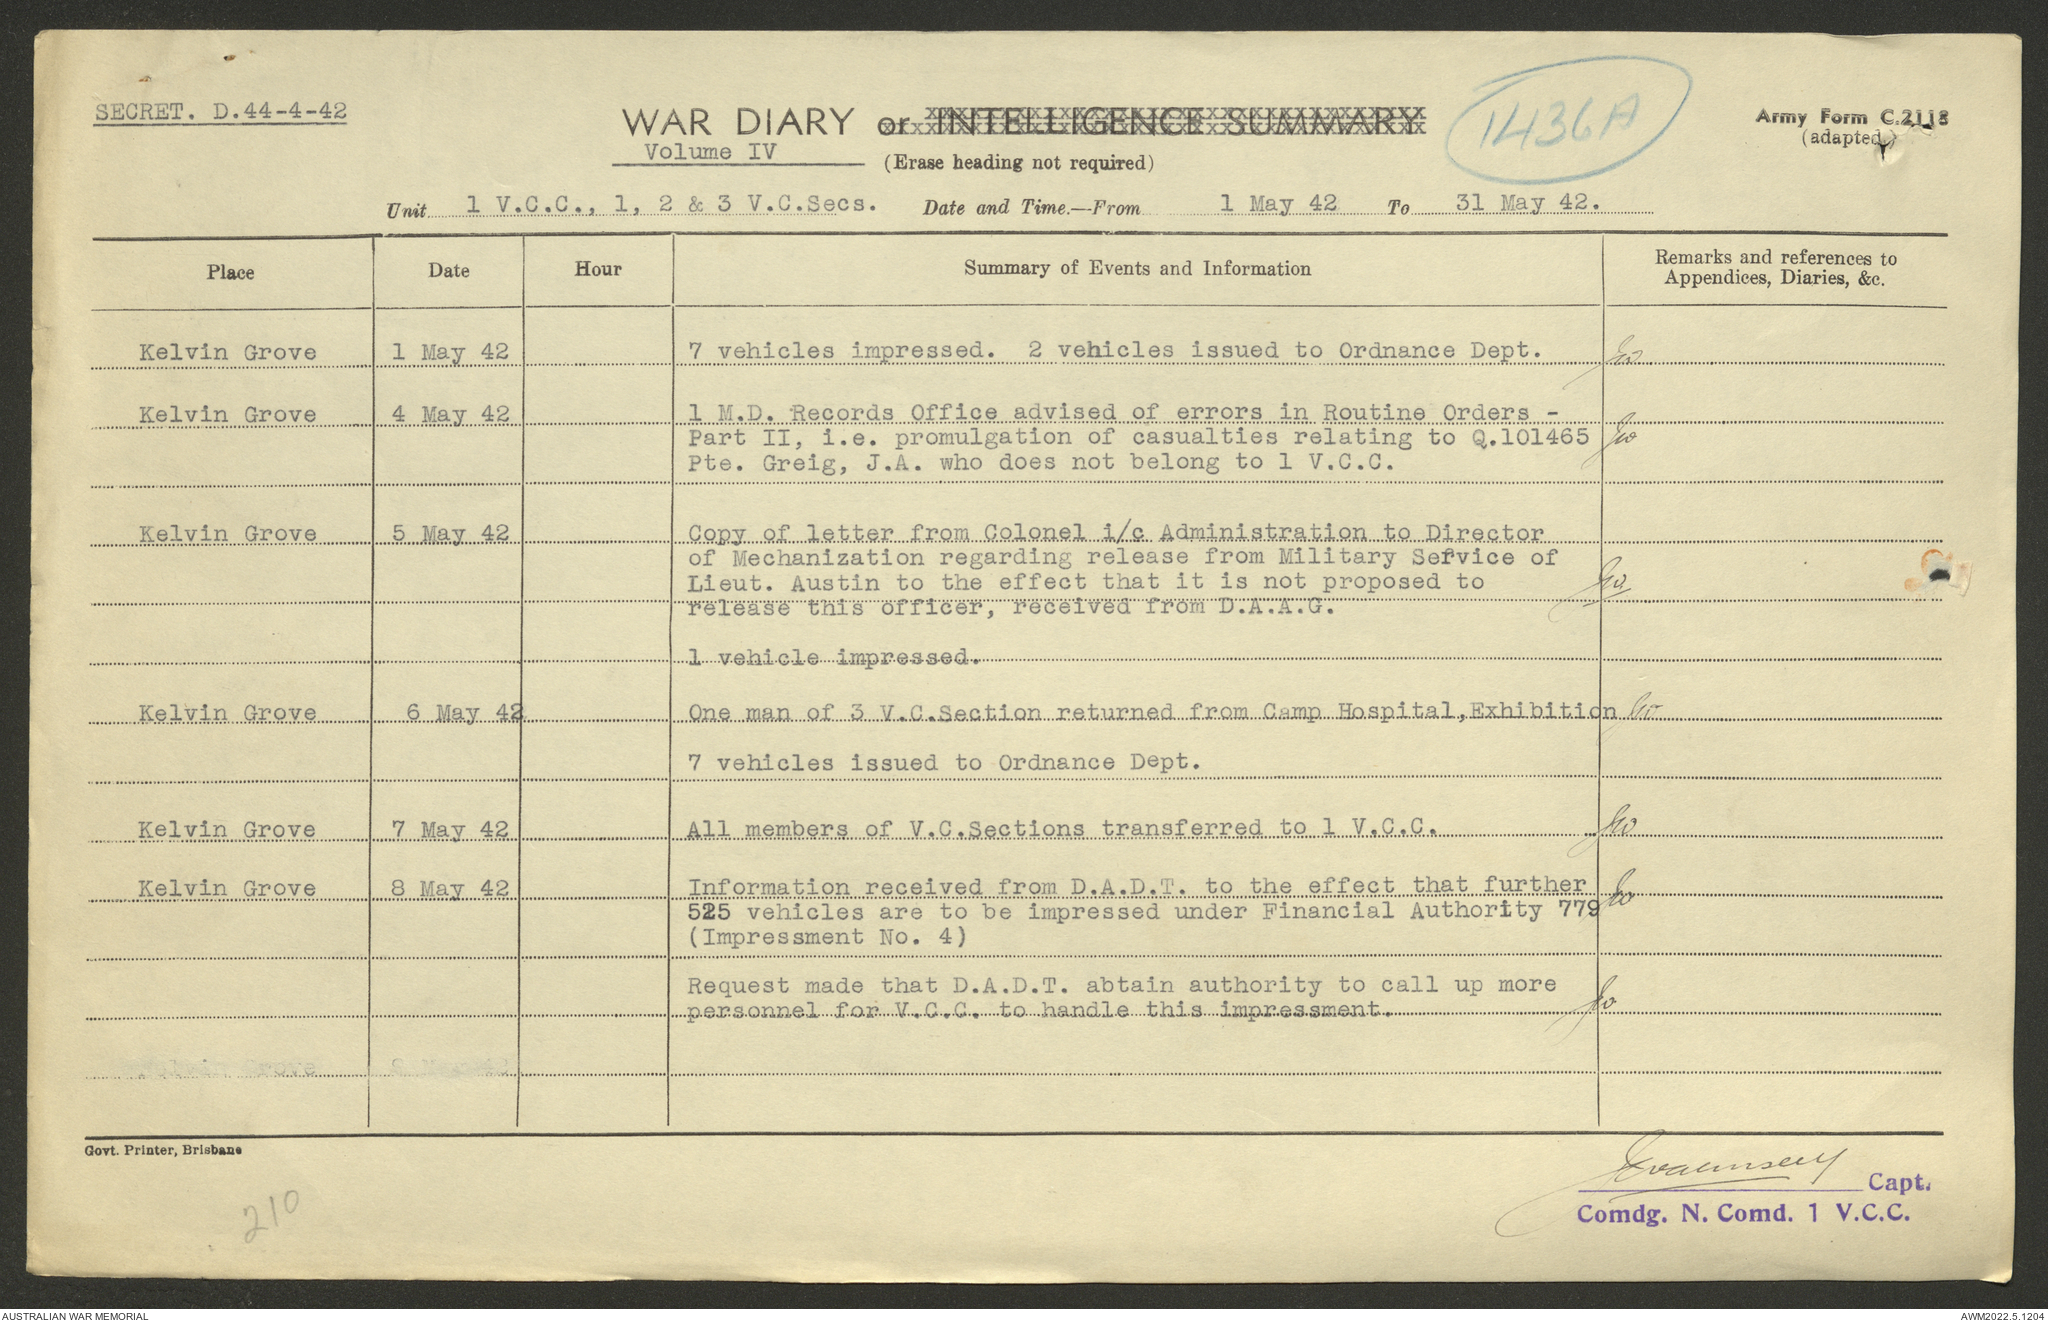 SECRET. D.44-4-42
WAR DIARY or INTELLIGENCE SUMMARY
1436A
Army Form C.2118
(adapted)
Volume IV
(Erase heading not required)
Unit 1 V.C.C., 1, 2 & 3 V.C.Secs. Date and Time.—From 1 May 42 To 31 May 42.
Place Date Hour Summary of Events and Information Remarks and references to
Appendices, Diaries, &c.
Kelvin Grove 1 May 42 7 vehicles impressed. 2 vehicles issued to Ordnance Dept.
Kelvin Grove 4 May 42 1 M.D. Records Office advised of errors in Routine Orders -
Part II, i.e. promulgation of casualties relating to Q.101465
Pte. Greig, J.A. who does not belong to 1 V.C.C.
Kelvin Grove 5 May 42 Copy of letter from Colonel i/c Administration to Director
of Mechanization regarding release from Military Service of
Lieut. Austin to the effect that it is not proposed to
release this officer, received from D.A.A.G.
1 vehicle impressed.
Kelvin Grove 6 May 42 One man of 3 V.C.Section returned from Camp Hospital,Exhibition
7 vehicles issued to Ordnance Dept.
Kelvin Grove 7 May 42 All members of V.C.Sections transferred to 1 V.C.C.
Kelvin Grove 8 May 42 Information received from D.A.D.T. to the effect that further
525 vehicles are to be impressed under Financial Authority 779
(Impressment No. 4)
Request made that D.A.D.T. abtain authority to call up more
personnel for V.C.C. to handle this impressment.
Govt. Printer, Brisbane
210
Capt.
Comdg. N. Comd. 1 V.C.C.
AUSTRALIAN WAR MEMORIAL
AWM2022.5.1204